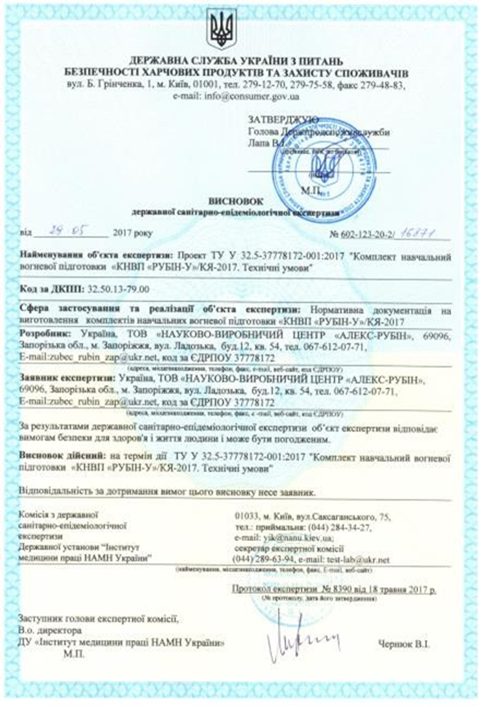 ДЕРЖАВНА СЛУЖБА УКРАЇНИ З ПИТАНЬ
БЕЗПЕЧНОСТІ ХАРЧОВИХ ПРОДУКТІВ ТА ЗАХИСТУ СПОЖИВАЧІВ
вул. Б. Грінченка, 1, м. Київ, 01001, тел. 279-12-70, 279-75-58, факс 279-48-83,
e-mail: info@consumer.gov.ua
ЗАТВЕРДЖУЮ
Голова Держпродспоживслужби
Лапа В.І.
М.П.
ВИСНОВОК
державної санітарно-епідеміологічної експертизи
від 29 05 2017 року № 602-123-20-2/
Найменування об'єкта експертизи: Проект ТУ У 32.5-37778172-001:2017 "Комплект навчальний
вогневої підготовки «КНВП «РУБІН-У»/КЯ-2017. Технічні умови"
Код за ДКПП: 32.50.13-79.00
Сфера застосування та реалізації об'єкта експертизи: Нормативна документація на
виготовлення комплектів навчальних вогневої підготовки «КНВП «РУБІН-У»/КЯ-2017
Розробник: Україна, ТОВ «НАУКОВО-ВИРОБНИЧИЙ ЦЕНТР «АЛЕКС-РУБІН», 69096,
Запорізька обл., м. Запоріжжя, вул. Ладозька, буд.12, кв. 54, тел. 067-612-07-71,
E-mail:zubec_rubin_zap@ukr.net, код за ЄДРПОУ 37778172
(адреса, місцезнаходження, телефон, факс, e-mail, веб-сайт, код ЄДРПОУ)
Заявник експертизи: Україна, ТОВ «НАУКОВО-ВИРОБНИЧИЙ ЦЕНТР «АЛЕКС-РУБІН»,
69096, Запорізька обл., м. Запоріжжя, вул. Ладозька, буд.12, кв. 54, тел. 067-612-07-71,
E-mail:zubec_rubin_zap@ukr.net, код за ЄДРПОУ 37778172
(адреса, місцезнаходження, телефон, факс, e-mail, веб-сайт, код ЄДРПОУ)
За результатами державної санітарно-епідеміологічної експертизи об'єкт експертизи відповідає
вимогам безпеки для здоров'я і життя людини і може бути погодженим.
Висновок дійсний: на термін дії ТУ У 32.5-37778172-001:2017 "Комплект навчальний вогневої
підготовки «КНВП «РУБІН-У»/КЯ-2017. Технічні умови"
Відповідальність за дотримання вимог цього висновку несе заявник.
Комісія з державної
санітарно-епідеміологічної
експертизи
Державної установи "Інститут
медицини праці НАМН України"
01033, м. Київ, вул.Саксаганського, 75,
тел.: приймальня: (044) 284-34-27,
e-mail: yik@nanu.kiev.ua;
секретар експертної комісії
(044) 289-63-94, e-mail: test-lab@ukr.net
(найменування, місцезнаходження, телефон, факс, E-mail, веб-сайт)
Протокол експертизи № 8390 від 18 травня 2017 р.
(№ протоколу, дата його затвердження)
Заступник голови експертної комісії,
В.о. директора
ДУ «Інститут медицини праці НАМН України»
М.П.
Чернюк В.І.